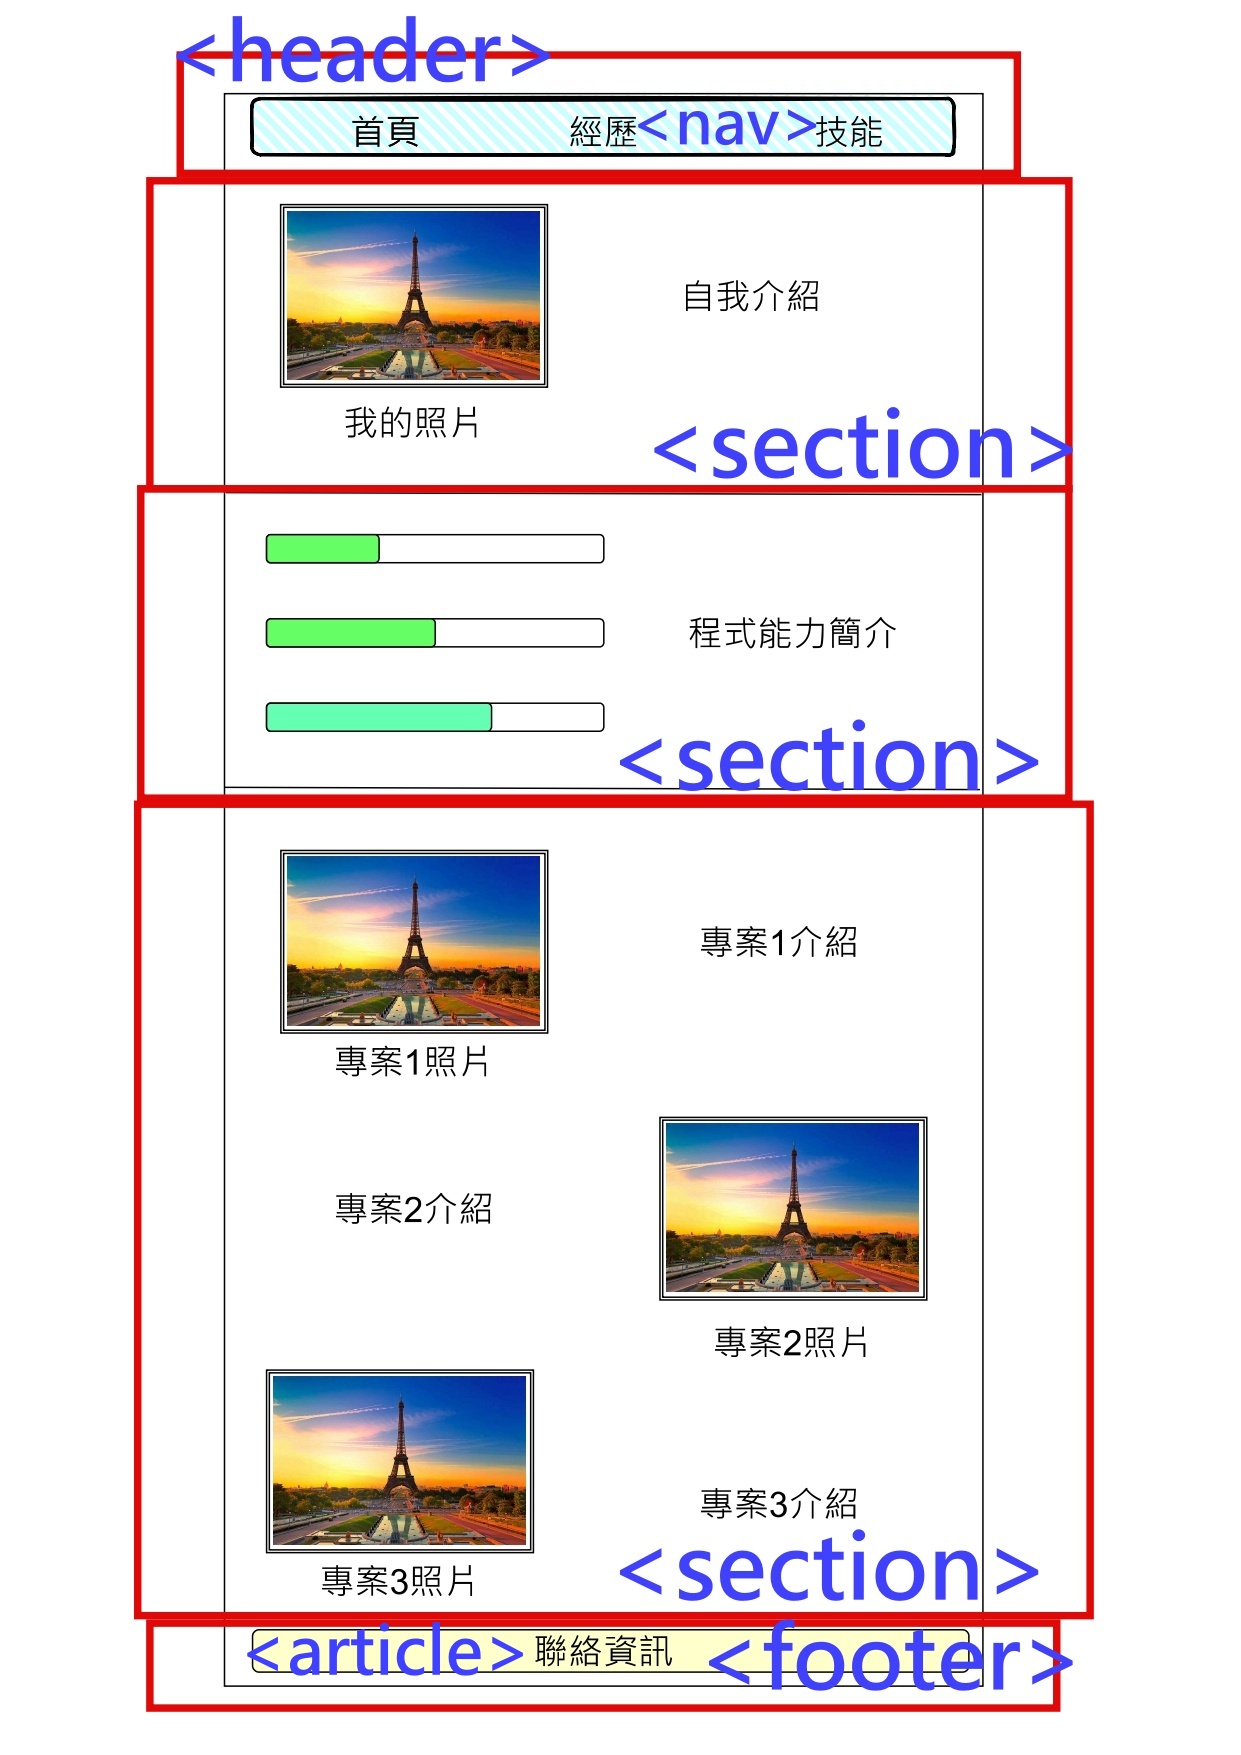 <header>
首頁 經歷 <nav> 技能
自我介紹
我的照片
<section>
程式能力簡介
<section>
專案1介紹
專案1照片
專案2介紹
專案2照片
專案3介紹
<section>
專案3照片
<article> 聯絡資訊 <footer>